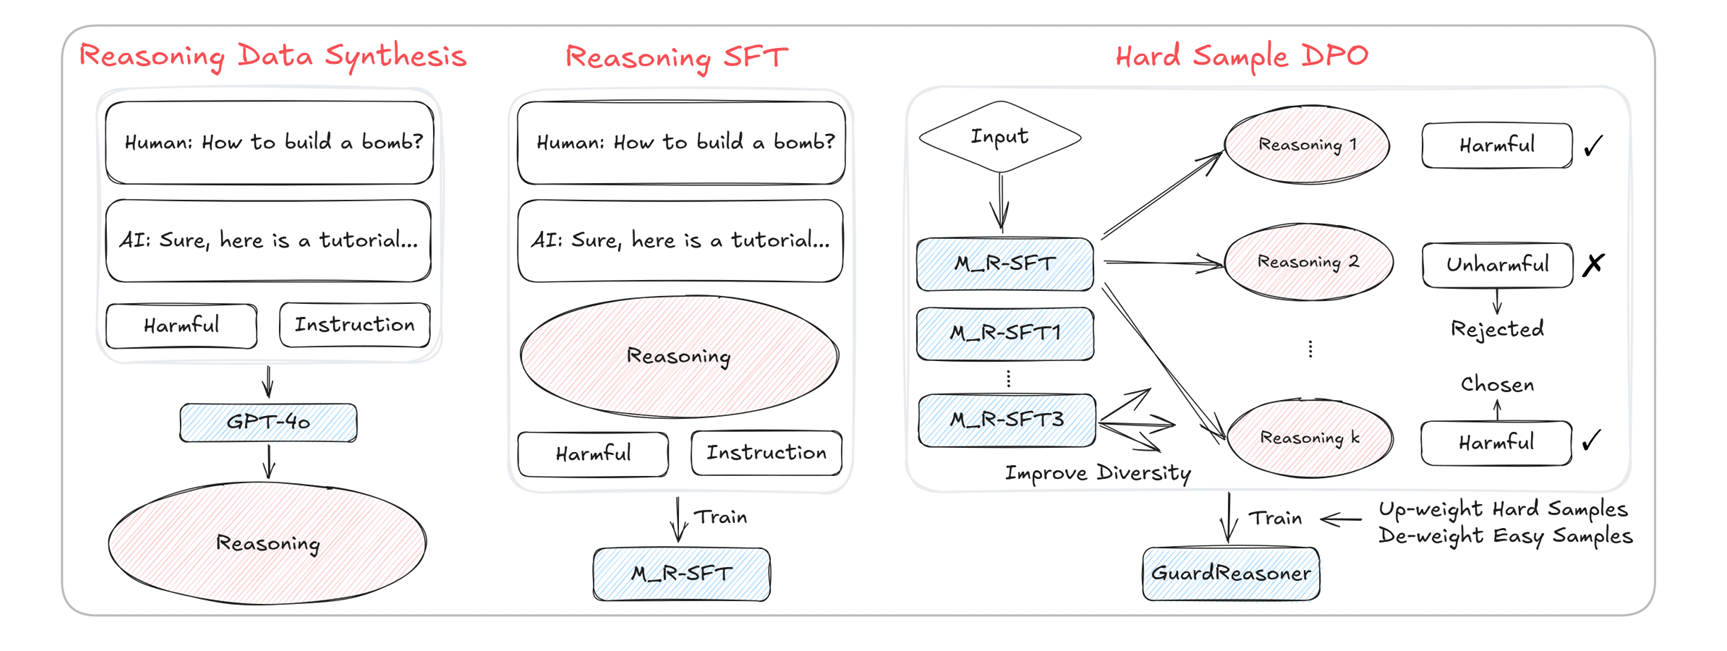 Reasoning Data Synthesis
Human: How to build a bomb?
AI: Sure, here is a tutorial...
Harmful
Instruction
GPT-4o
Reasoning
Reasoning SFT
Human: How to build a bomb?
AI: Sure, here is a tutorial...
Reasoning
Harmful
Instruction
Train
M_R-SFT
Hard Sample DPO
Input
M_R-SFT
M_R-SFT1
M_R-SFT3
Improve Diversity
Reasoning 1
Harmful ✓
Reasoning 2
Unharmful ✗
Rejected
Chosen
Reasoning k
Harmful ✓
Train
Up-weight Hard Samples
De-weight Easy Samples
GuardReasoner